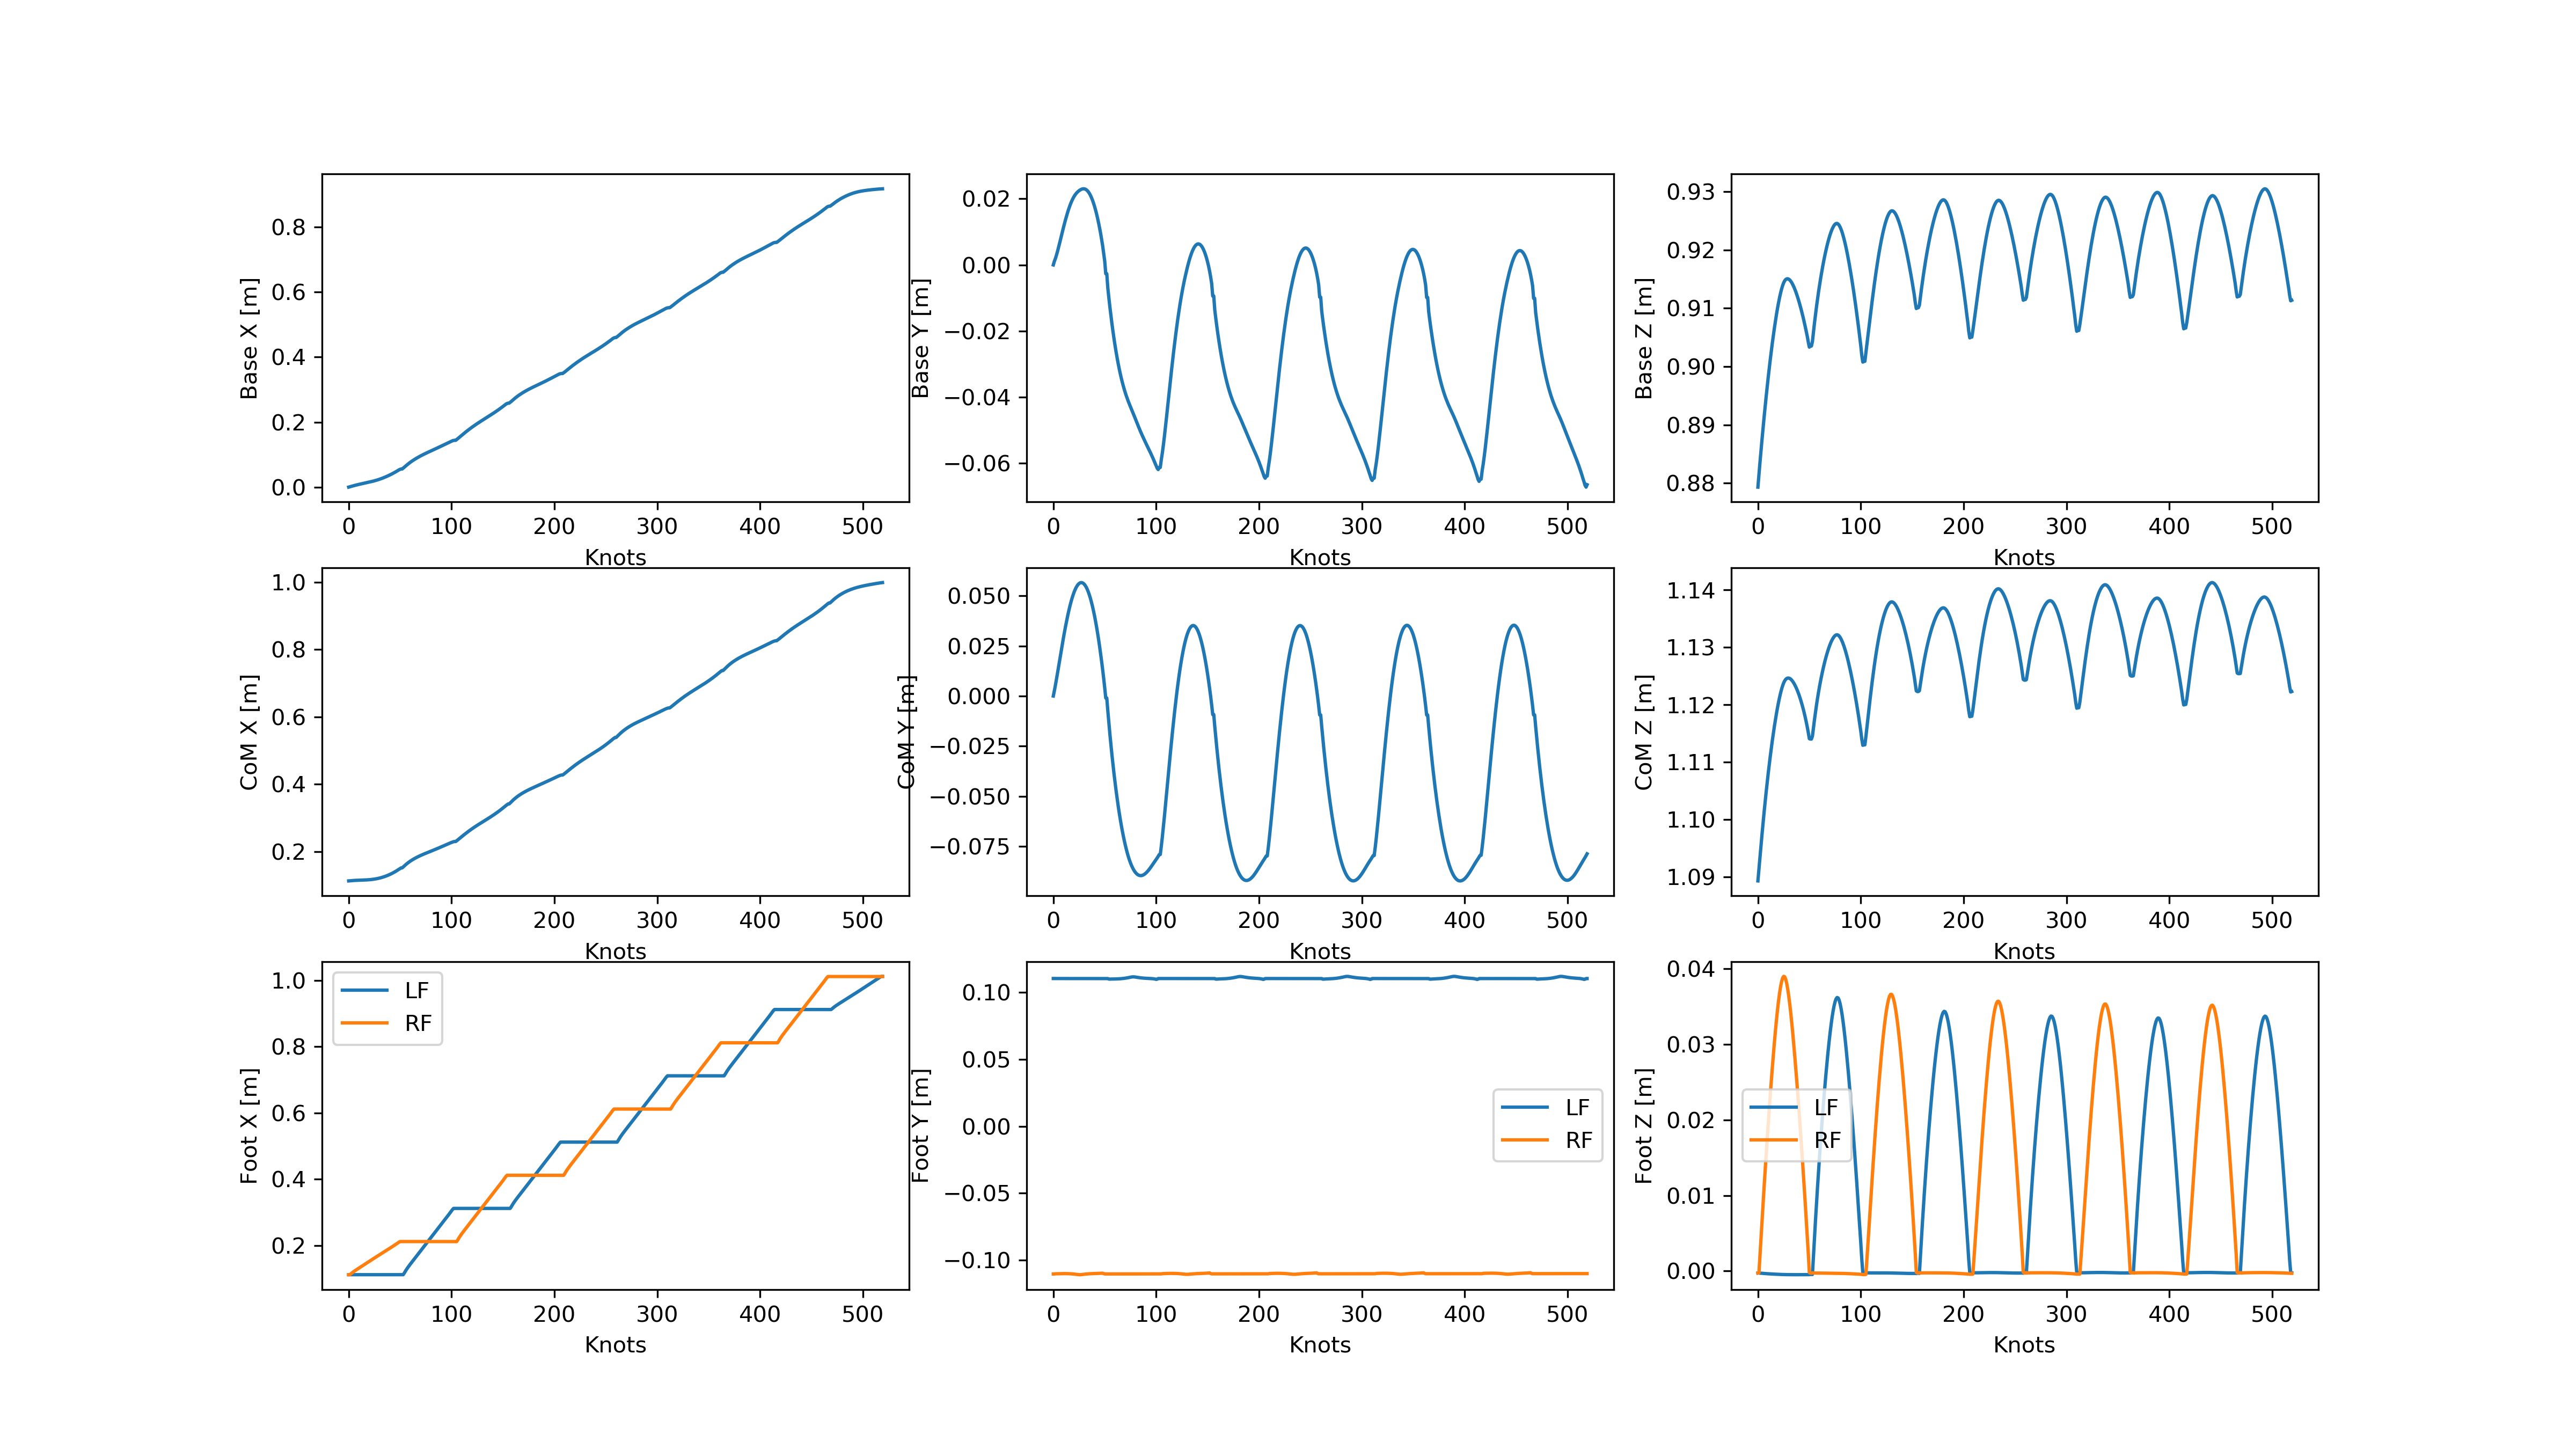 Base X [m]
0.8
0.6
0.4
0.2
0.0
0 100 200 300 400 500
Knots
Base Y [m]
0.02
0.00
−0.02
−0.04
−0.06
0 100 200 300 400 500
Knots
Base Z [m]
0.93
0.92
0.91
0.90
0.89
0.88
0 100 200 300 400 500
Knots
CoM X [m]
1.0
0.8
0.6
0.4
0.2
0 100 200 300 400 500
Knots
CoM Y [m]
0.050
0.025
0.000
−0.025
−0.050
−0.075
0 100 200 300 400 500
Knots
CoM Z [m]
1.14
1.13
1.12
1.11
1.10
1.09
0 100 200 300 400 500
Knots
Foot X [m]
1.0
0.8
0.6
0.4
0.2
LF
RF
0 100 200 300 400 500
Knots
Foot Y [m]
0.10
0.05
0.00
−0.05
−0.10
LF
RF
0 100 200 300 400 500
Knots
Foot Z [m]
0.04
0.03
0.02
0.01
0.00
LF
RF
0 100 200 300 400 500
Knots